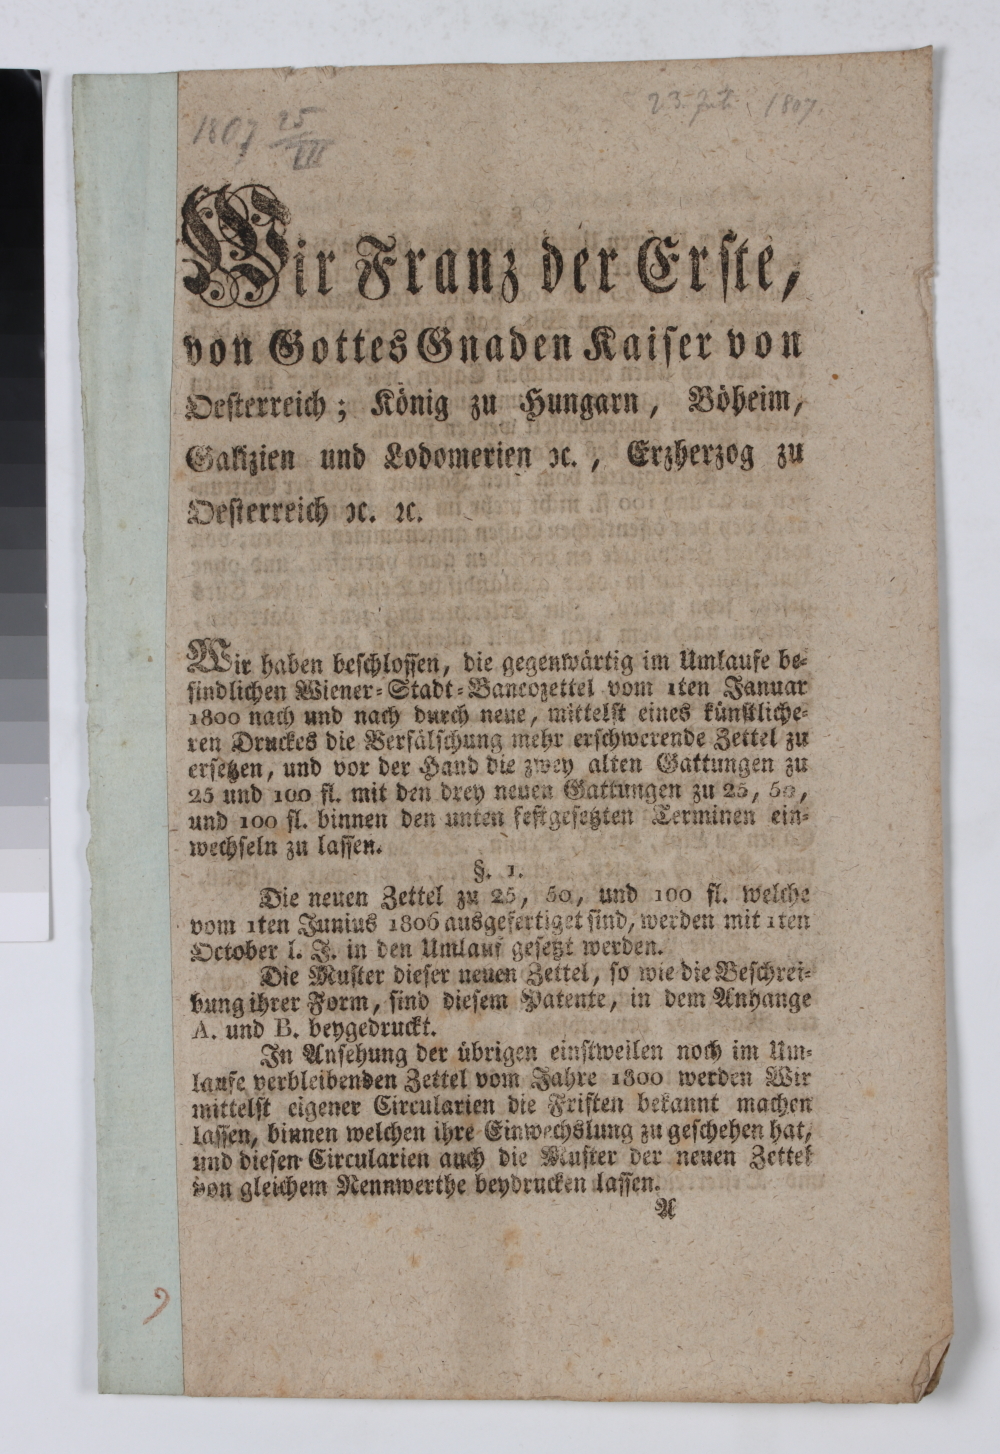 1807 25/VII
23. Juli 1807.
Wir Franz der Erste,
von Gottes Gnaden Kaiser von
Oesterreich; König zu Hungarn, Böheim,
Galizien und Lodomerien ꝛc., Erzherzog zu
Oesterreich ꝛc. ꝛc.
Wir haben beschlossen, die gegenwärtig im Umlaufe be-
findlichen Wiener-Stadt-Bancozettel vom 1ten Januar
1800 nach und nach durch neue, mittelst eines künstliche-
ren Druckes die Verfälschung mehr erschwerende Zettel zu
ersetzen, und vor der Hand die zwey alten Gattungen zu
25 und 100 fl. mit den drey neuen Gattungen zu 25, 50,
und 100 fl. binnen den unten festgesetzten Terminen ein-
wechseln zu lassen.
§. 1.
Die neuen Zettel zu 25, 50, und 100 fl. welche
vom 1ten Junius 1806 ausgefertiget sind, werden mit 1ten
October l. J. in den Umlauf gesetzt werden.
Die Muster dieser neuen Zettel, so wie die Beschrei-
bung ihrer Form, sind diesem Patente, in dem Anhange
A. und B. beygedruckt.
In Ansehung der übrigen einstweilen noch im Um-
laufe verbleibenden Zettel vom Jahre 1800 werden Wir
mittelst eigener Circularien die Fristen bekannt machen
lassen, binnen welchen ihre Einwechslung zu geschehen hat,
und diesen Circularien auch die Muster der neuen Zettel
von gleichem Nennwerthe beydrucken lassen.
A
9